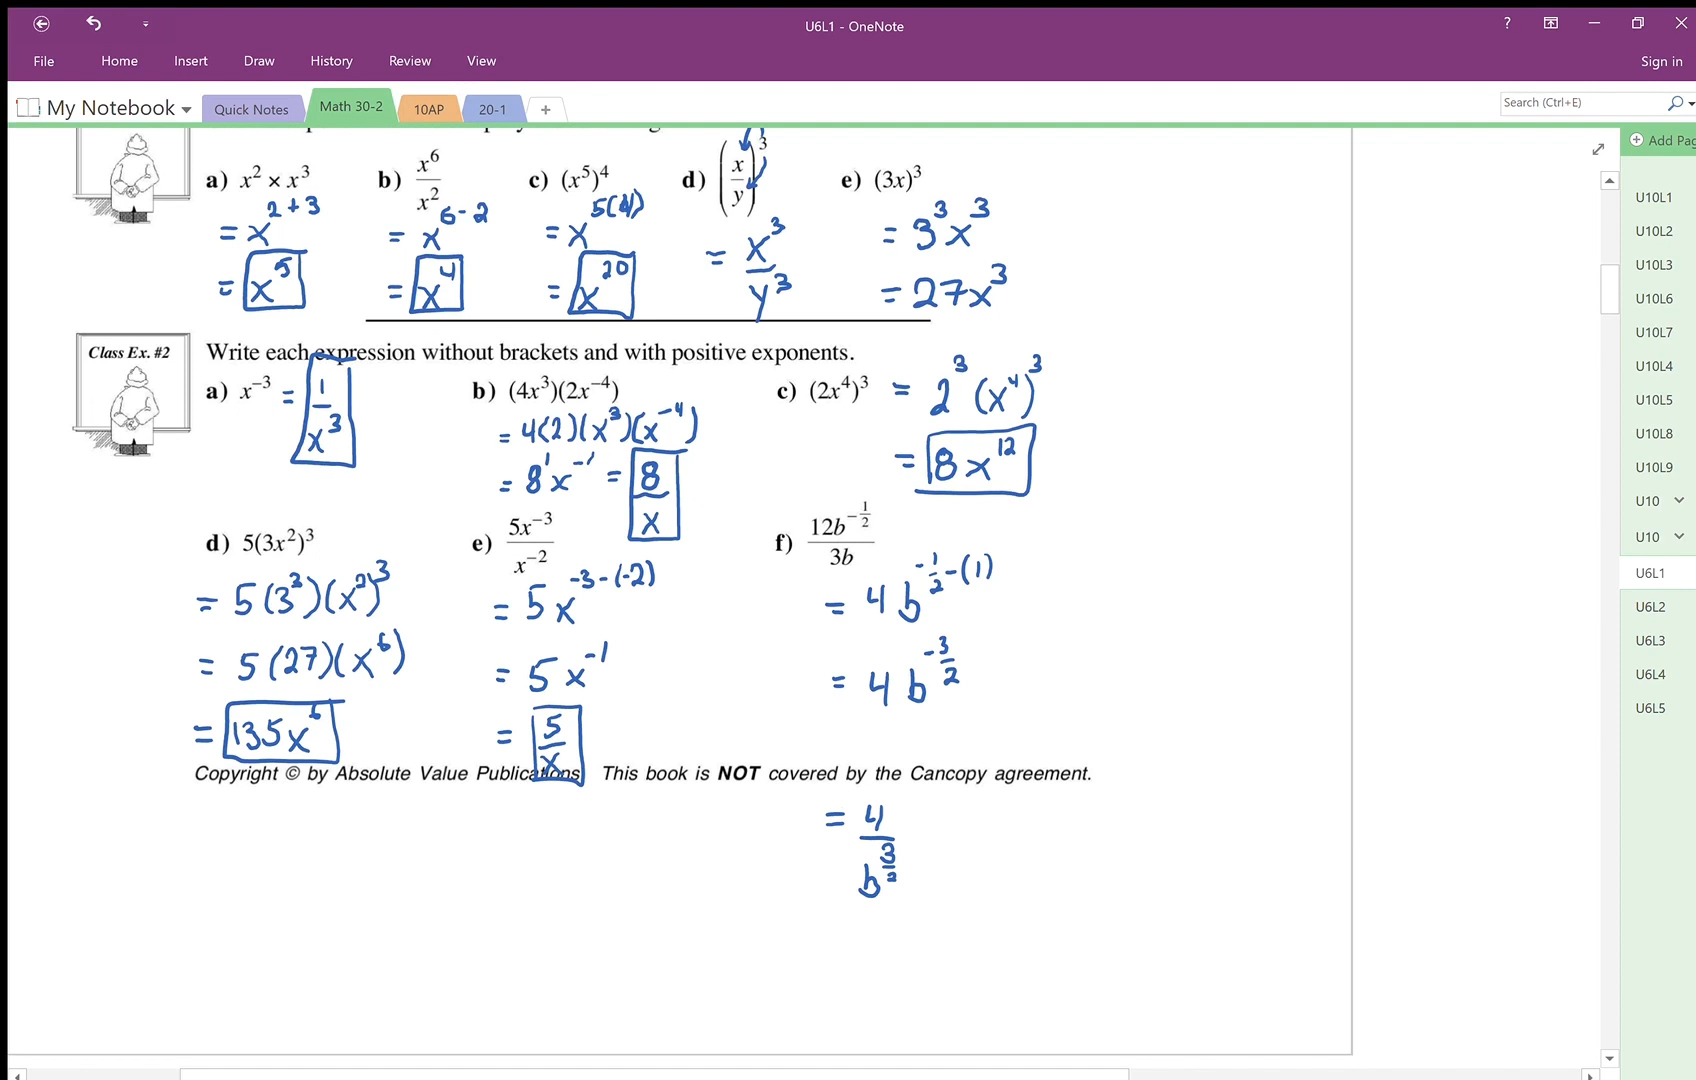 U6L1 - OneNote
?
File Home Insert Draw History Review View
Sign in
My Notebook Quick Notes Math 30-2 10AP 20-1 +
Search (Ctrl+E)
Add Pag
a) x² × x³ b) x⁶/x² c) (x⁵)⁴ d) (x/y)³ e) (3x)³
= x^(2+3) = x^(6-2) = x^(5(4)) = x³/y³ = 3³x³
= x⁵ = x⁴ = x²⁰ = 27x³
Class Ex. #2
Write each expression without brackets and with positive exponents.
a) x⁻³ = 1/x³ b) (4x³)(2x⁻⁴) c) (2x⁴)³ = 2³(x⁴)³
= 4(2)(x³)(x⁻⁴)
= 8¹x⁻¹ = 8/x = 8x¹²
d) 5(3x²)³ e) 5x⁻³/x⁻² f) 12b^(-1/2)/3b
= 5(3³)(x²)³ = 5x^(-3-(-2)) = 4b^(-1/2-(1))
= 5(27)(x⁶) = 5x⁻¹ = 4b^(-3/2)
= 135x⁶ = 5/x
Copyright © by Absolute Value Publications. This book is NOT covered by the Cancopy agreement.
= 4/b^(3/2)
U10L1
U10L2
U10L3
U10L6
U10L7
U10L4
U10L5
U10L8
U10L9
U10
U10
U6L1
U6L2
U6L3
U6L4
U6L5